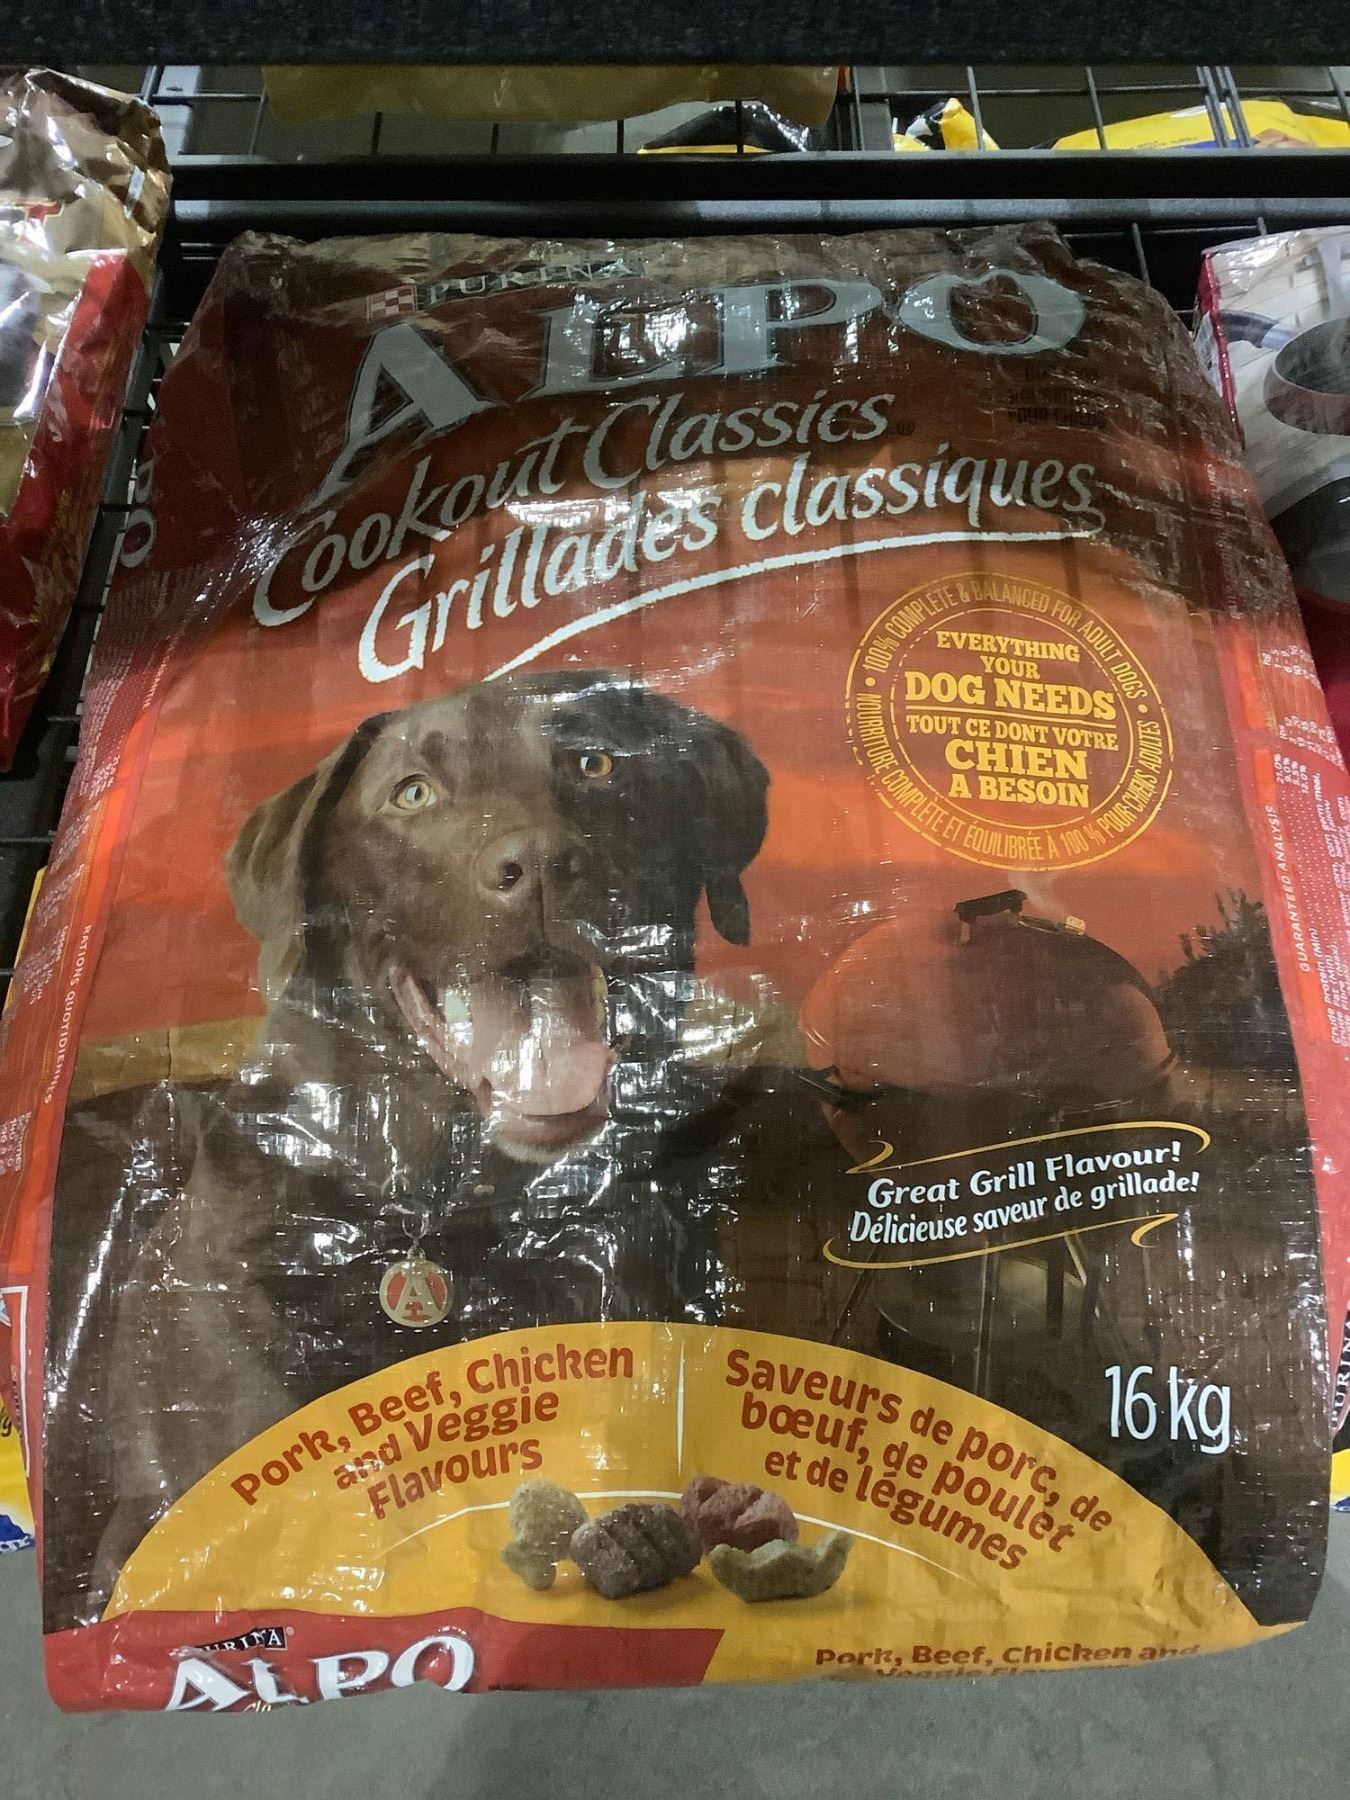 PURINA
ALPO
Cookout Classics
Grillades classiques
100% COMPLETE & BALANCED FOR ADULT DOGS
EVERYTHING
YOUR
DOG NEEDS
TOUT CE DONT VOTRE
CHIEN
A BESOIN
NOURRITURE COMPLÈTE ET ÉQUILIBRÉE À 100 % POUR CHIENS ADULTES
Great Grill Flavour!
Délicieuse saveur de grillade!
16 kg
Pork, Beef, Chicken
and Veggie
Flavours
Saveurs de porc, de
bœuf, de poulet
et de légumes
PURINA
ALPO
Pork, Beef, Chicken and
RATIONS QUOTIDIENNES
GUARANTEED ANALYSIS
Crude Protein (Min)